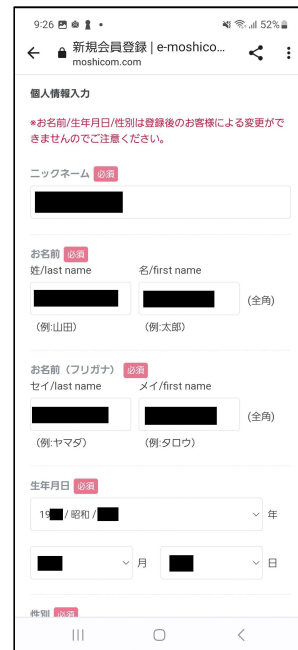 9:26
52%
新規会員登録 | e-moshico...
moshicom.com
個人情報入力
*お名前/生年月日/性別は登録後のお客様による変更がで
きませんのでご注意ください。
ニックネーム 必須
お名前 必須
姓/last name 名/first name
(全角)
(例:山田) (例:太郎)
お名前（フリガナ） 必須
セイ/last name メイ/first name
(全角)
(例:ヤマダ) (例:タロウ)
生年月日 必須
19 / 昭和 / 年
月 日
性別 必須